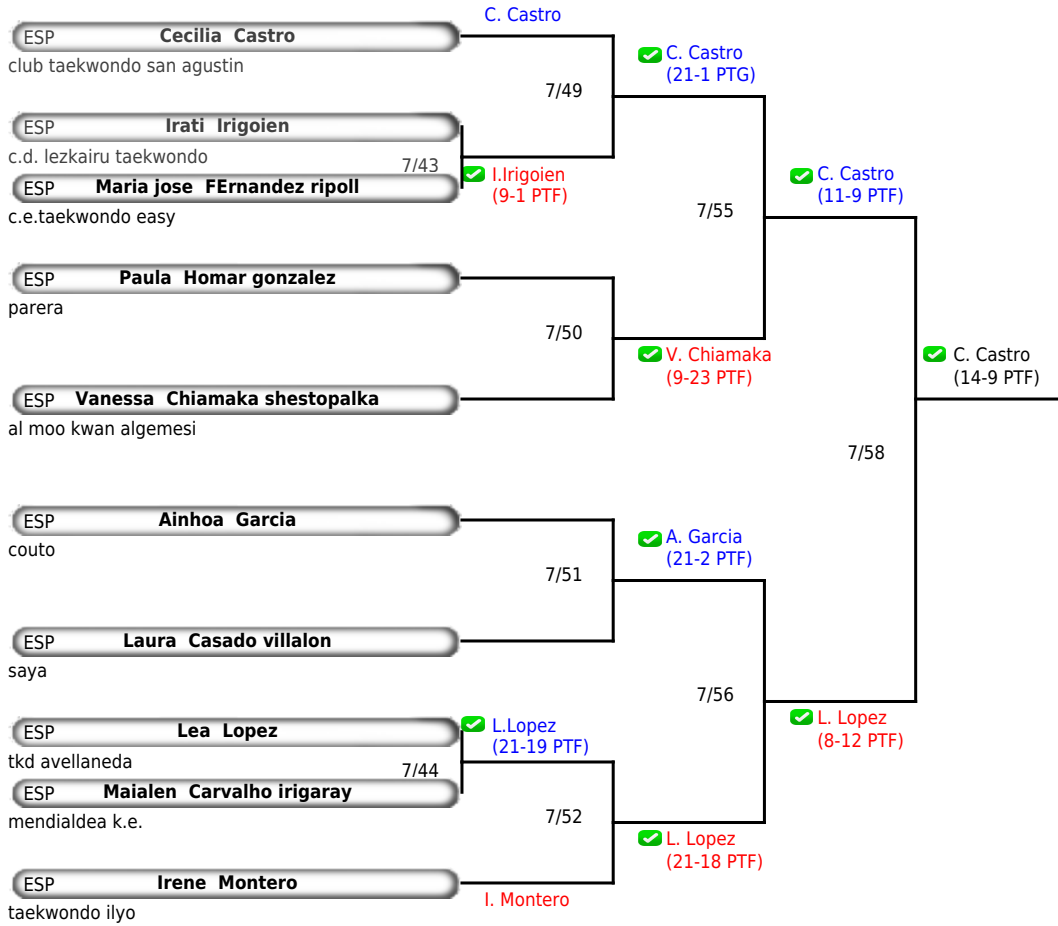 C. Castro
ESP Cecilia Castro
club taekwondo san agustin
C. Castro
(21-1 PTG)
7/49
ESP Irati Irigoien
c.d. lezkairu taekwondo
7/43
I.Irigoien
(9-1 PTF)
ESP Maria jose FErnandez ripoll
c.e.taekwondo easy
C. Castro
(11-9 PTF)
7/55
ESP Paula Homar gonzalez
parera
7/50
V. Chiamaka
(9-23 PTF)
C. Castro
(14-9 PTF)
ESP Vanessa Chiamaka shestopalka
al moo kwan algemesi
7/58
ESP Ainhoa Garcia
couto
A. Garcia
(21-2 PTF)
7/51
ESP Laura Casado villalon
saya
7/56
L. Lopez
(8-12 PTF)
ESP Lea Lopez
tkd avellaneda
L.Lopez
(21-19 PTF)
7/44
ESP Maialen Carvalho irigaray
mendialdea k.e.
7/52
L. Lopez
(21-18 PTF)
ESP Irene Montero
taekwondo ilyo
I. Montero